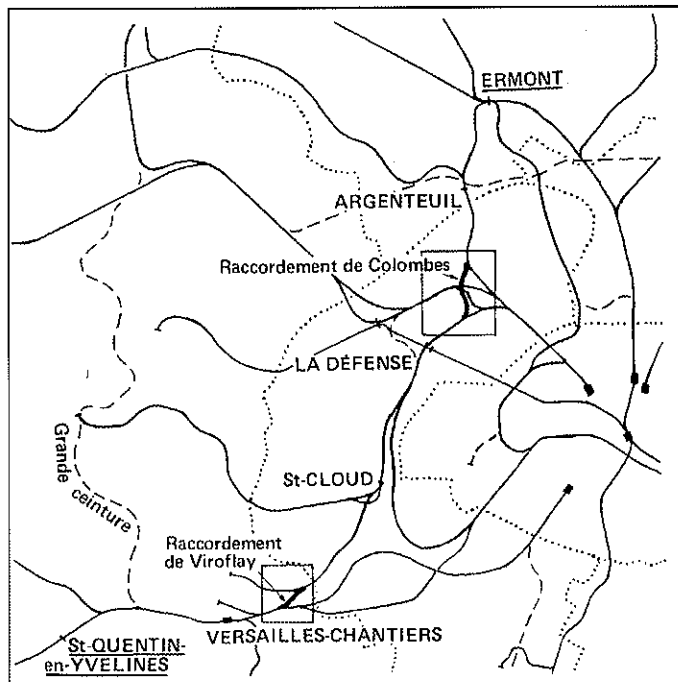 ERMONT
ARGENTEUIL
Raccordement de Colombes
LA DÉFENSE
Grande
ceinture
St-CLOUD
Raccordement
de Viroflay
VERSAILLES-CHANTIERS
St-QUENTIN-
en-YVELINES